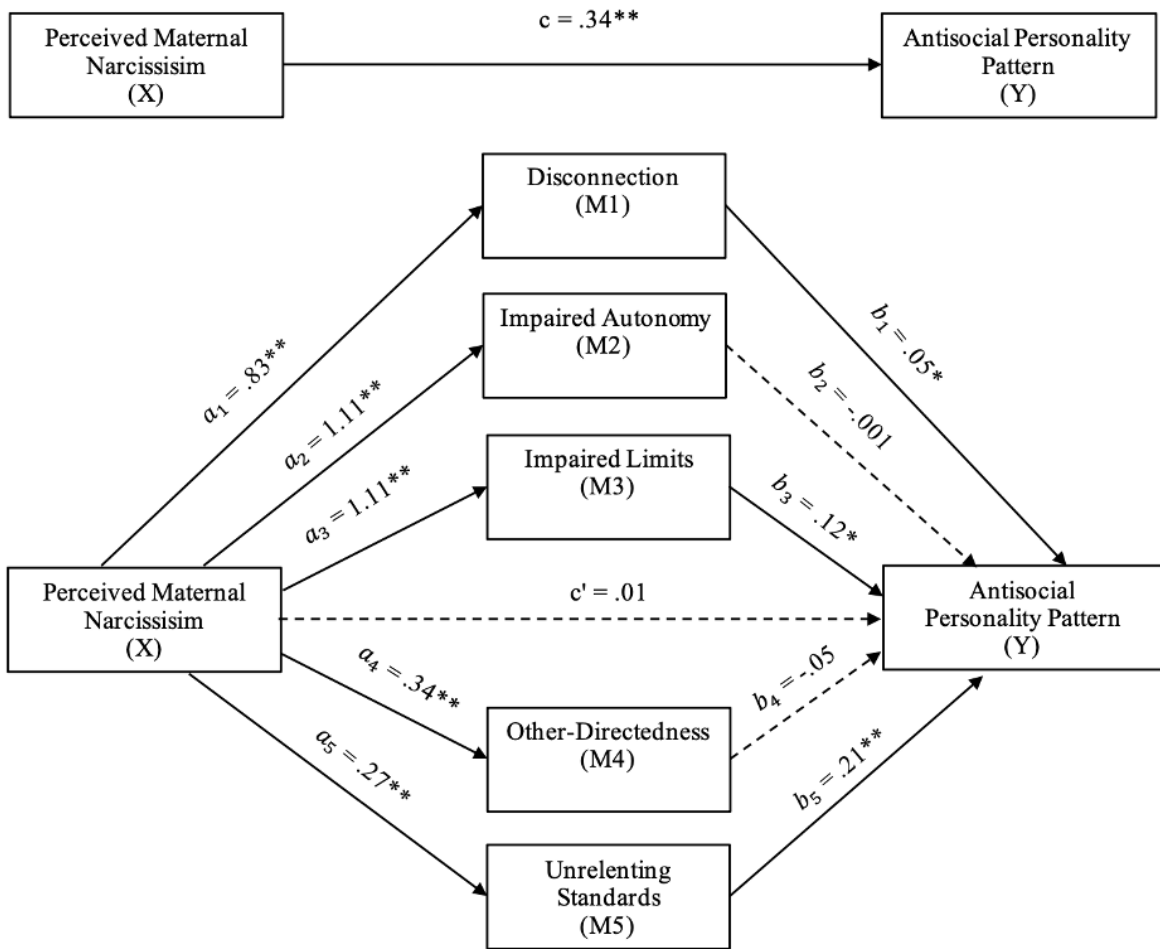 c = .34**
Perceived Maternal
Narcissisim
(X)
Antisocial Personality
Pattern
(Y)
Disconnection
(M1)
Impaired Autonomy
(M2)
Impaired Limits
(M3)
a₁ = .83**
a₂ = 1.11**
a₃ = 1.11**
b₁ = .05*
b₂ = -.001
b₃ = .12*
Perceived Maternal
Narcissisim
(X)
c' = .01
Antisocial
Personality Pattern
(Y)
a₄ = .34**
a₅ = .27**
b₄ = -.05
b₅ = .21**
Other-Directedness
(M4)
Unrelenting
Standards
(M5)